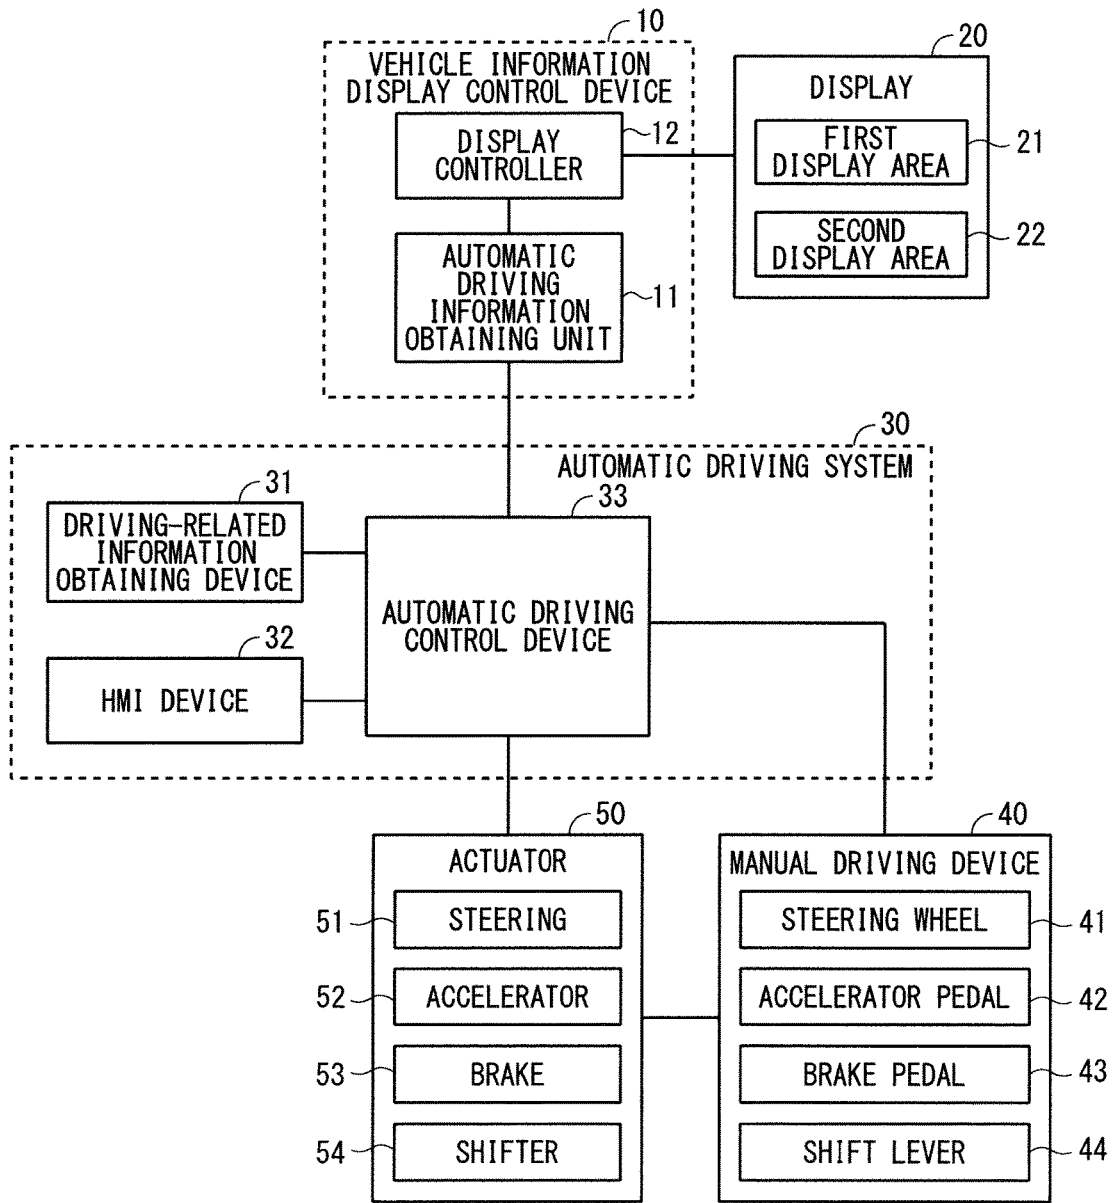 10
VEHICLE INFORMATION
DISPLAY CONTROL DEVICE
12
DISPLAY
CONTROLLER
AUTOMATIC
DRIVING
INFORMATION
OBTAINING UNIT
11
20
DISPLAY
FIRST
DISPLAY AREA
21
SECOND
DISPLAY AREA
22
30
AUTOMATIC DRIVING SYSTEM
31
DRIVING-RELATED
INFORMATION
OBTAINING DEVICE
33
AUTOMATIC DRIVING
CONTROL DEVICE
32
HMI DEVICE
50
ACTUATOR
51
STEERING
52
ACCELERATOR
53
BRAKE
54
SHIFTER
40
MANUAL DRIVING DEVICE
STEERING WHEEL
41
ACCELERATOR PEDAL
42
BRAKE PEDAL
43
SHIFT LEVER
44